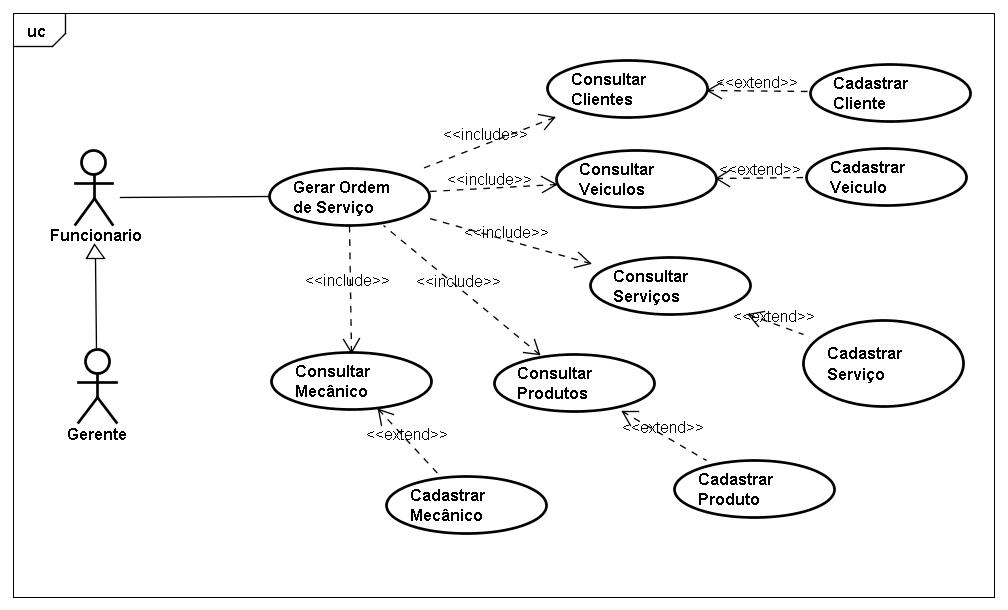 uc
Consultar
Clientes
<<extend>>
Cadastrar
Cliente
<<include>>
Funcionario
Gerar Ordem
de Serviço
<<include>>
Consultar
Veiculos
<<extend>>
Cadastrar
Veiculo
<<include>>
Consultar
Serviços
<<include>>
<<include>>
<<extend>>
Cadastrar
Serviço
Gerente
Consultar
Mecânico
Consultar
Produtos
<<extend>>
<<extend>>
Cadastrar
Mecânico
Cadastrar
Produto